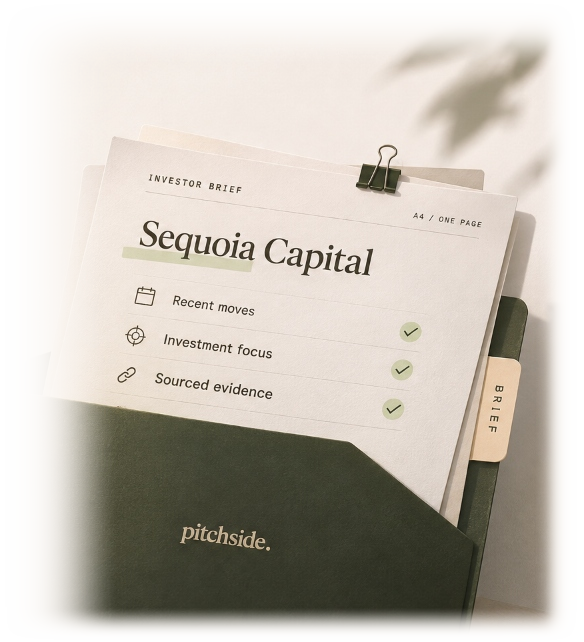 INVESTOR BRIEF
A4 / ONE PAGE
Sequoia Capital
Recent moves
Investment focus
Sourced evidence
BRIEF
pitchside.